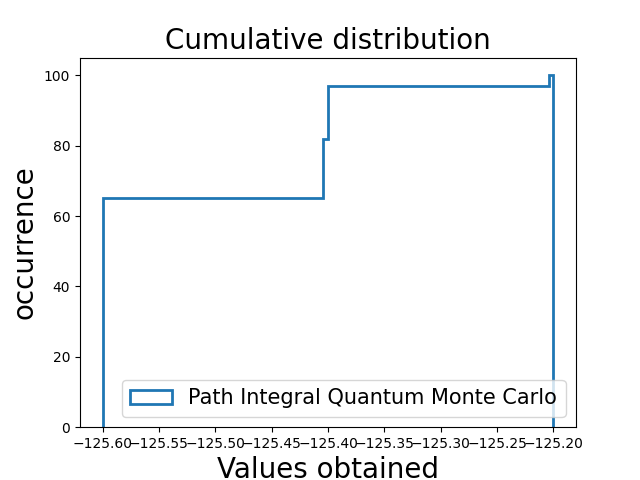 Cumulative distribution
100
80
60
40
20
0
occurrence
Path Integral Quantum Monte Carlo
−125.60 −125.55 −125.50 −125.45 −125.40 −125.35 −125.30 −125.25 −125.20
Values obtained